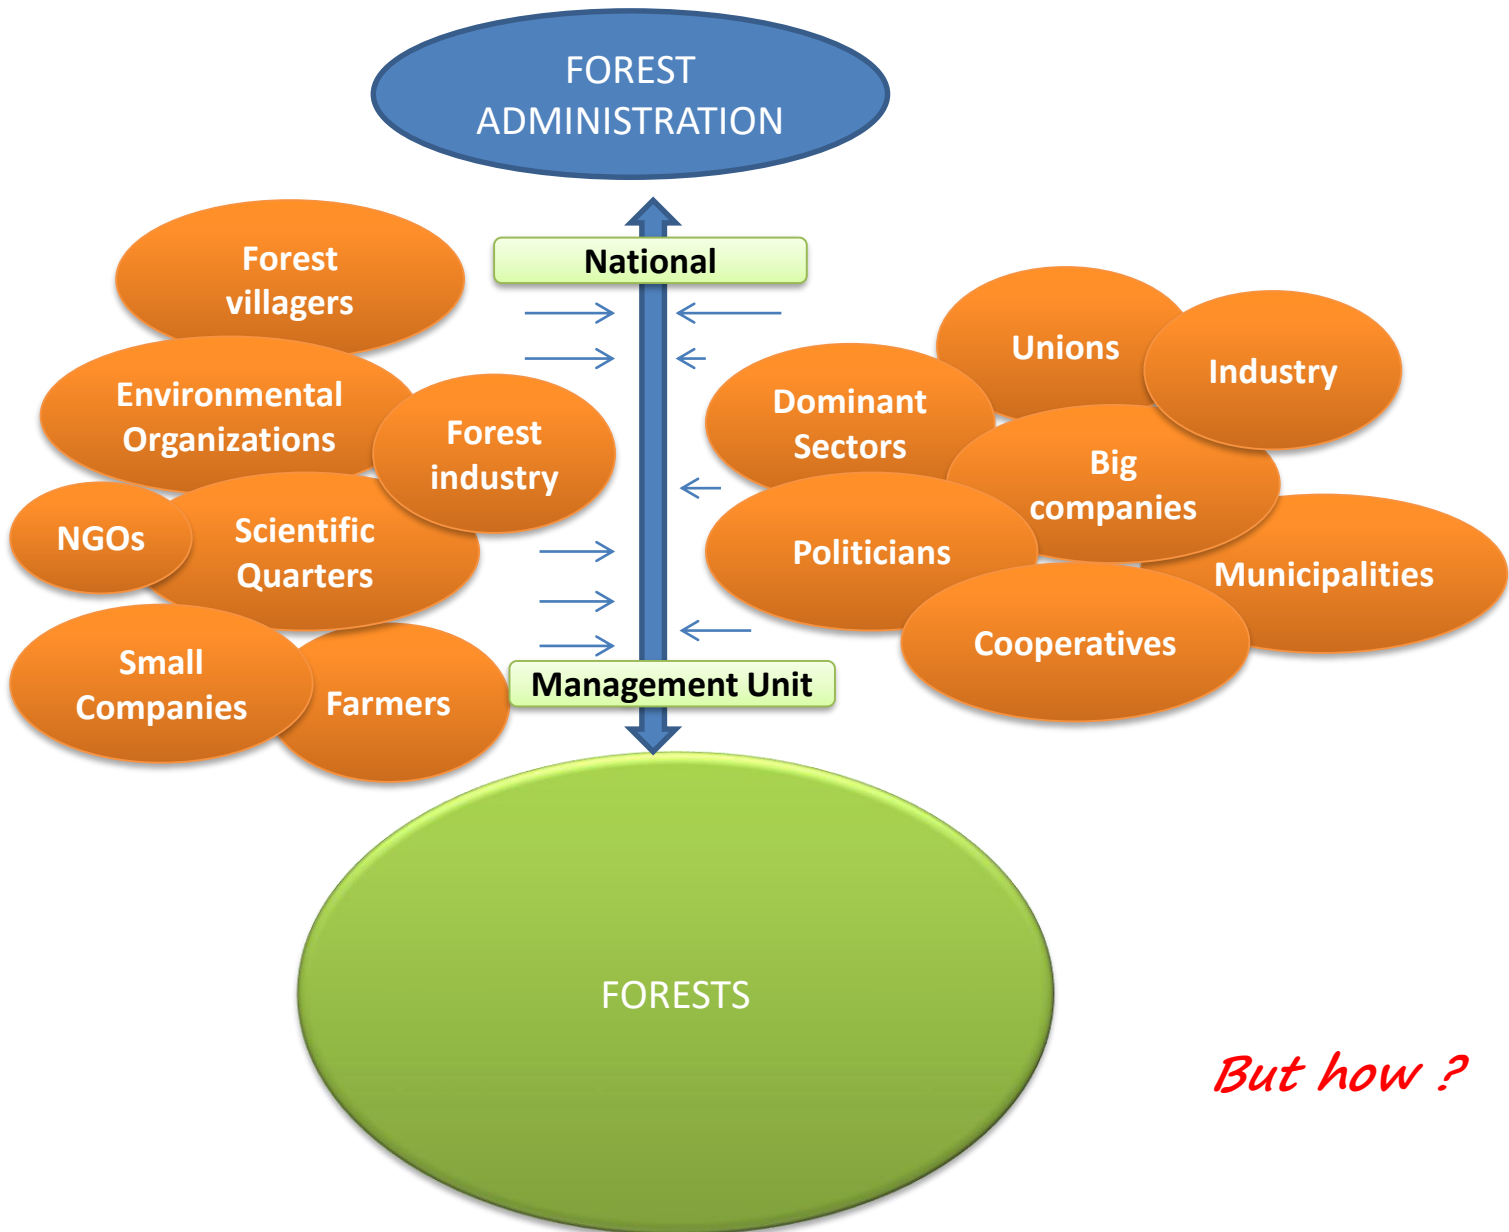 FOREST
ADMINISTRATION
National
Forest
villagers
Environmental
Organizations
Forest
industry
NGOs
Scientific
Quarters
Small
Companies
Farmers
Unions
Industry
Dominant
Sectors
Big
companies
Politicians
Municipalities
Cooperatives
Management Unit
FORESTS
But how ?